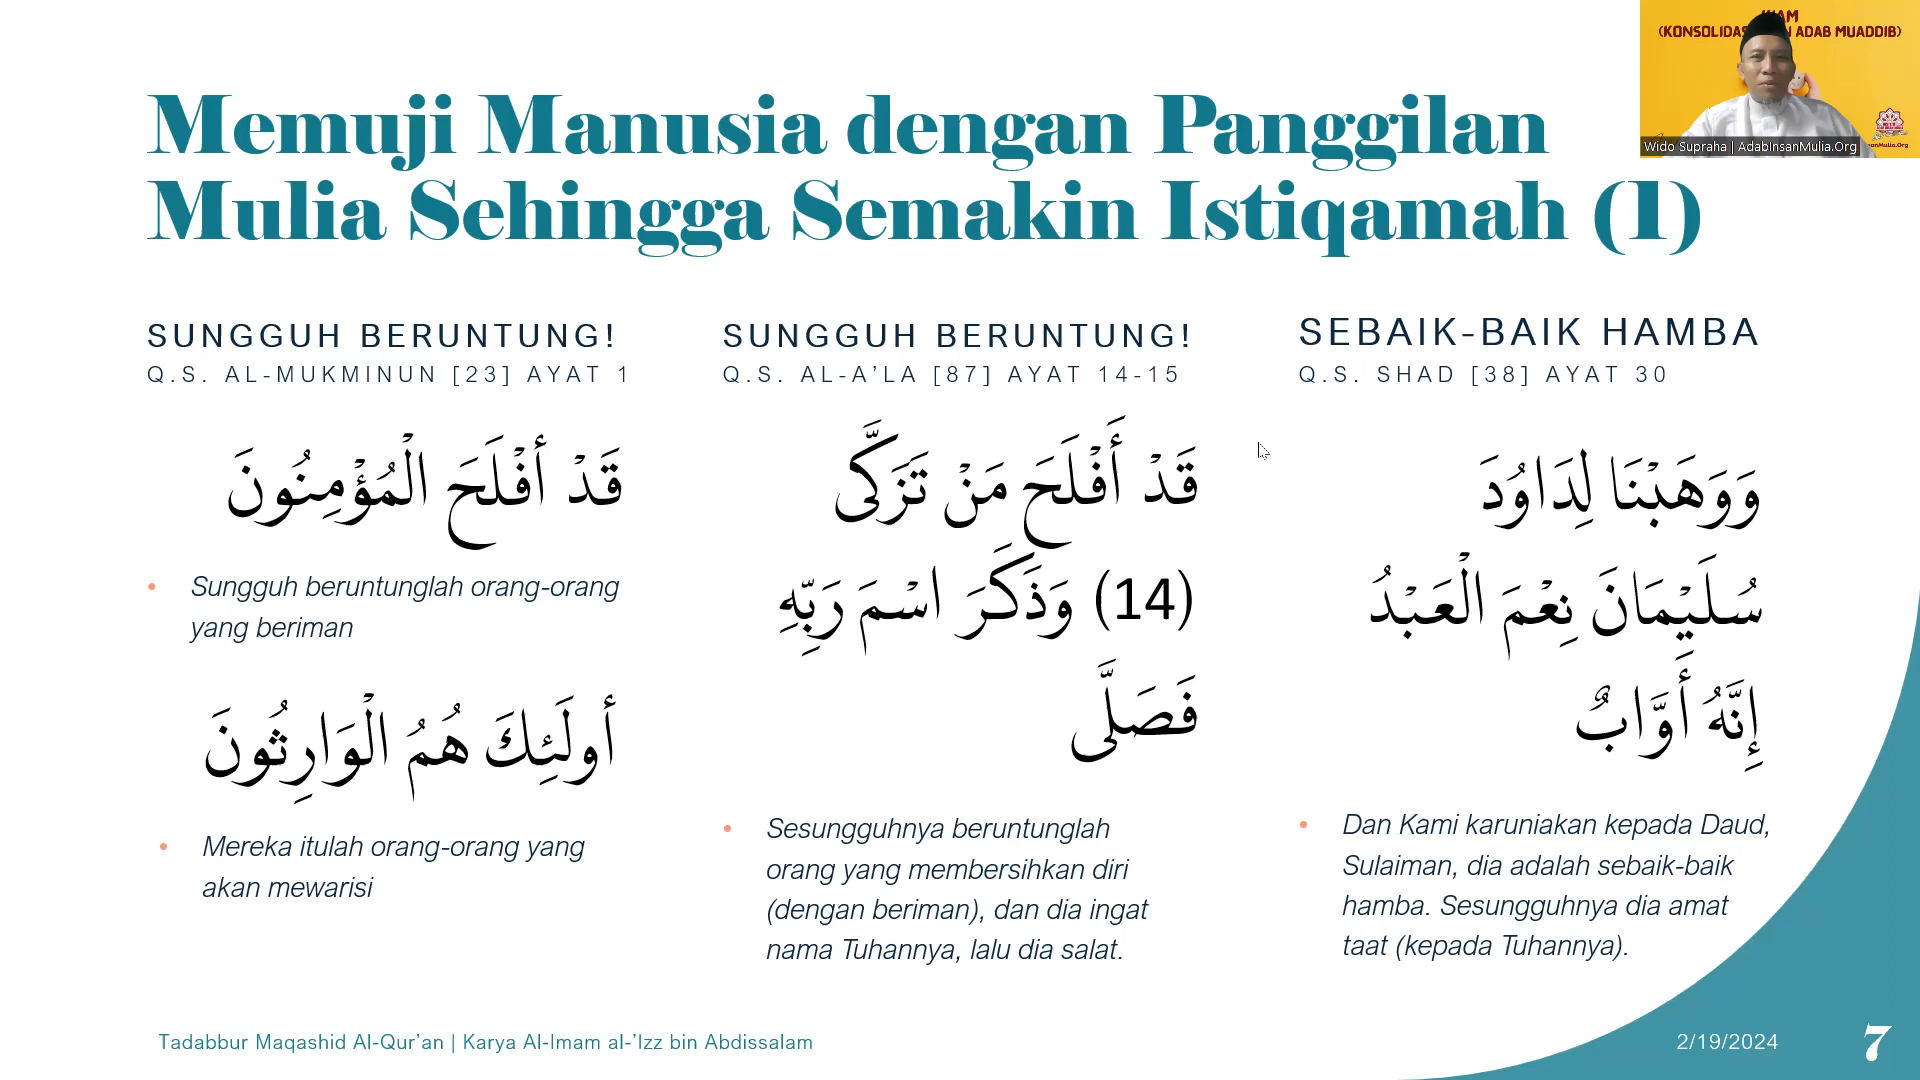 (KONSOLIDAS ADAB MUADDIB)
Wido Supraha | AdabInsanMulia.Org
Memuji Manusia dengan Panggilan
Mulia Sehingga Semakin Istiqamah (1)
SUNGGUH BERUNTUNG!
Q.S. AL-MUKMINUN [23] AYAT 1
قَدْ أَفْلَحَ الْمُؤْمِنُونَ
• Sungguh beruntunglah orang-orang
yang beriman
أُولَئِكَ هُمُ الْوَارِثُونَ
• Mereka itulah orang-orang yang
akan mewarisi
SUNGGUH BERUNTUNG!
Q.S. AL-A’LA [87] AYAT 14-15
قَدْ أَفْلَحَ مَنْ تَزَكَّى
(14) وَذَكَرَ اسْمَ رَبِّهِ
فَصَلَّى
• Sesungguhnya beruntunglah
orang yang membersihkan diri
(dengan beriman), dan dia ingat
nama Tuhannya, lalu dia salat.
SEBAIK-BAIK HAMBA
Q.S. SHAD [38] AYAT 30
وَوَهَبْنَا لِدَاوُدَ
سُلَيْمَانَ نِعْمَ الْعَبْدُ
إِنَّهُ أَوَّابٌ
• Dan Kami karuniakan kepada Daud,
Sulaiman, dia adalah sebaik-baik
hamba. Sesungguhnya dia amat
taat (kepada Tuhannya).
Tadabbur Maqashid Al-Qur’an | Karya Al-Imam al-’Izz bin Abdissalam
2/19/2024
7